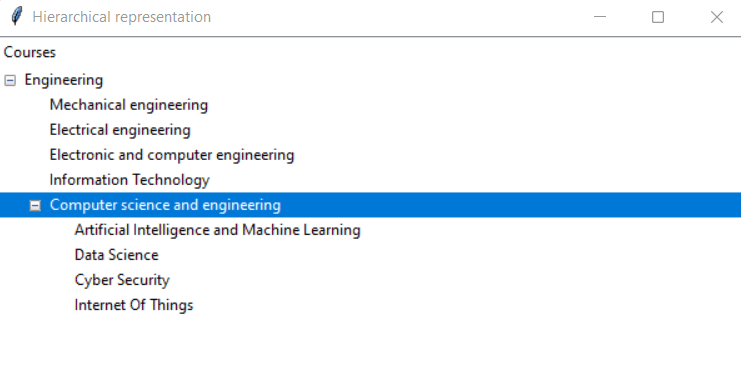 Hierarchical representation
Courses
Engineering
Mechanical engineering
Electrical engineering
Electronic and computer engineering
Information Technology
Computer science and engineering
Artificial Intelligence and Machine Learning
Data Science
Cyber Security
Internet Of Things